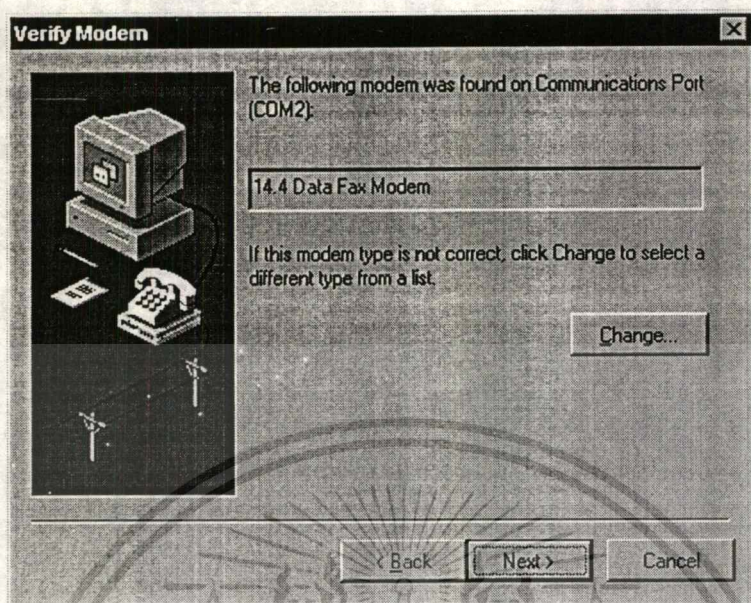 Verify Modem
The following modem was found on Communications Port
(COM2):
14.4 Data Fax Modem
If this modem type is not correct, click Change to select a
different type from a list.
Change...
< Back
Next >
Cancel